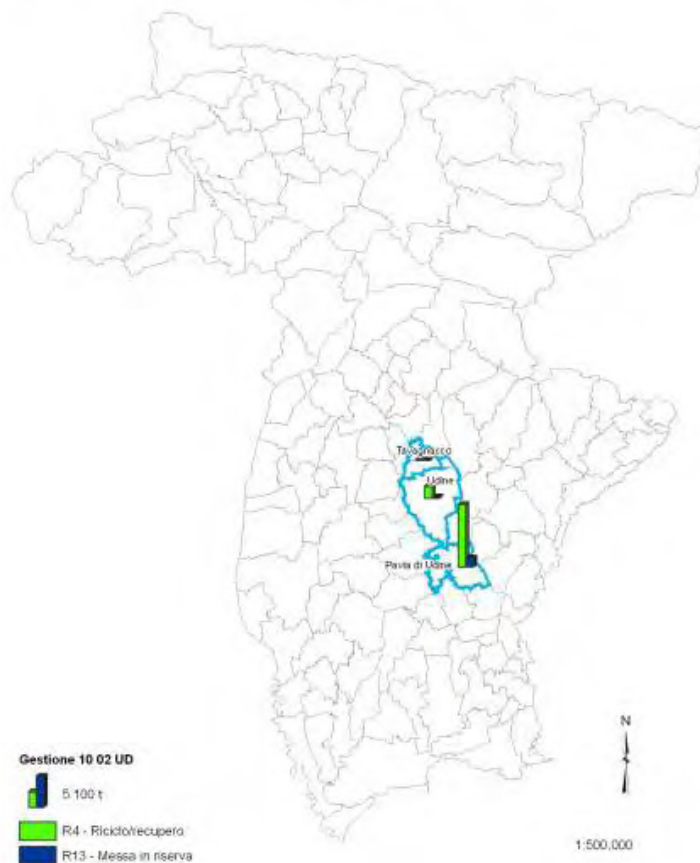 Tavagnacco
Udine
Pavia di Udine
N
Gestione 10 02 UD
5.100 t
R4 - Riciclo/recupero
R13 - Messa in riserva
1:500.000